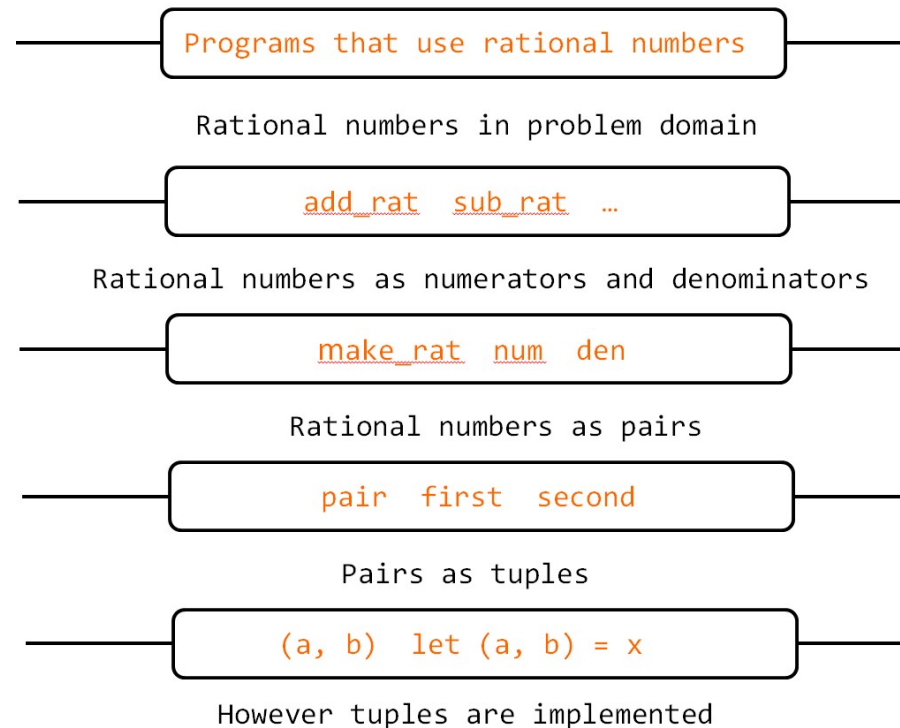 Programs that use rational numbers
Rational numbers in problem domain
add_rat sub_rat …
Rational numbers as numerators and denominators
make_rat num den
Rational numbers as pairs
pair first second
Pairs as tuples
(a, b) let (a, b) = x
However tuples are implemented